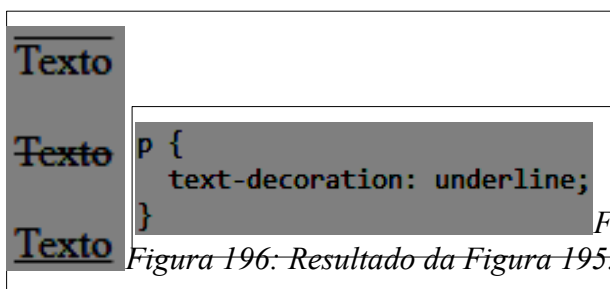 Texto
Texto
Texto
p {
text-decoration: underline;
}
F
Figura 196: Resultado da Figura 195.